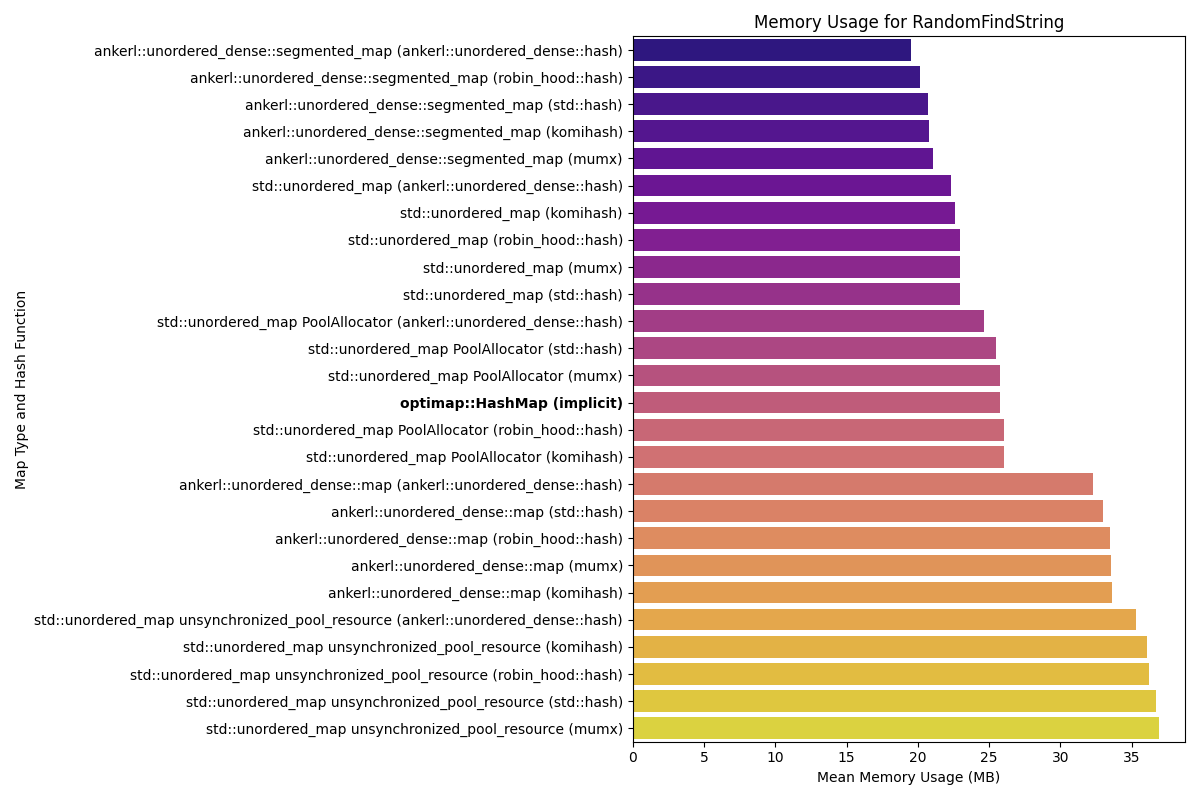 Memory Usage for RandomFindString
Map Type and Hash Function
ankerl::unordered_dense::segmented_map (ankerl::unordered_dense::hash)
ankerl::unordered_dense::segmented_map (robin_hood::hash)
ankerl::unordered_dense::segmented_map (std::hash)
ankerl::unordered_dense::segmented_map (komihash)
ankerl::unordered_dense::segmented_map (mumx)
std::unordered_map (ankerl::unordered_dense::hash)
std::unordered_map (komihash)
std::unordered_map (robin_hood::hash)
std::unordered_map (mumx)
std::unordered_map (std::hash)
std::unordered_map PoolAllocator (ankerl::unordered_dense::hash)
std::unordered_map PoolAllocator (std::hash)
std::unordered_map PoolAllocator (mumx)
optimap::HashMap (implicit)
std::unordered_map PoolAllocator (robin_hood::hash)
std::unordered_map PoolAllocator (komihash)
ankerl::unordered_dense::map (ankerl::unordered_dense::hash)
ankerl::unordered_dense::map (std::hash)
ankerl::unordered_dense::map (robin_hood::hash)
ankerl::unordered_dense::map (mumx)
ankerl::unordered_dense::map (komihash)
std::unordered_map unsynchronized_pool_resource (ankerl::unordered_dense::hash)
std::unordered_map unsynchronized_pool_resource (komihash)
std::unordered_map unsynchronized_pool_resource (robin_hood::hash)
std::unordered_map unsynchronized_pool_resource (std::hash)
std::unordered_map unsynchronized_pool_resource (mumx)
0 5 10 15 20 25 30 35
Mean Memory Usage (MB)